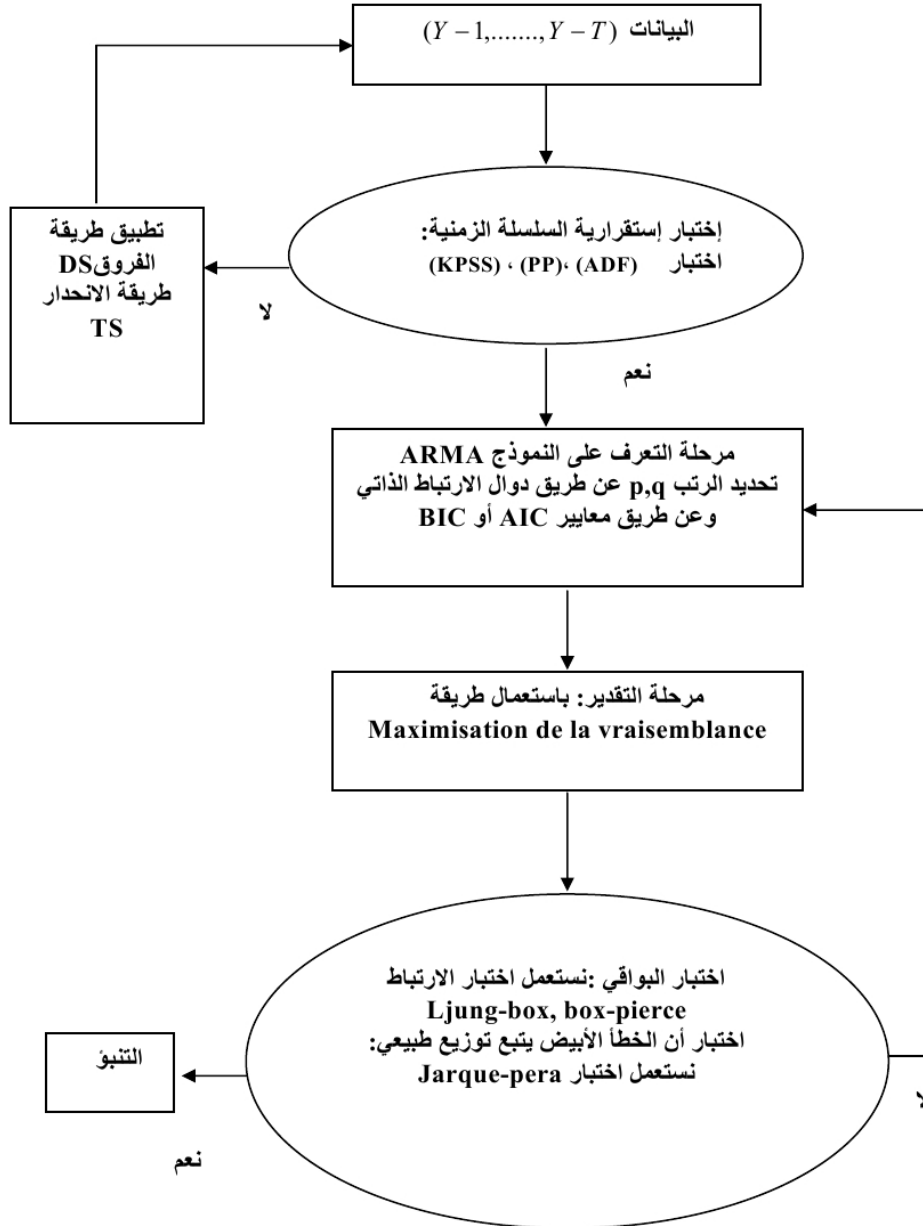 البيانات (Y − 1,.......,Y − T)
إختبار إستقرارية السلسلة الزمنية:
اختبار (ADF) ،(PP) ، (KPSS)
تطبيق طريقة
الفروقDS
طريقة الانحدار
TS
لا
نعم
مرحلة التعرف على النموذج ARMA
تحديد الرتب p,q عن طريق دوال الارتباط الذاتي
وعن طريق معايير AIC أو BIC
مرحلة التقدير: باستعمال طريقة
Maximisation de la vraisemblance
اختبار البواقي :نستعمل اختبار الارتباط
Ljung-box, box-pierce
اختبار أن الخطأ الأبيض يتبع توزيع طبيعي:
نستعمل اختبار Jarque-pera
لا
التنبؤ
نعم